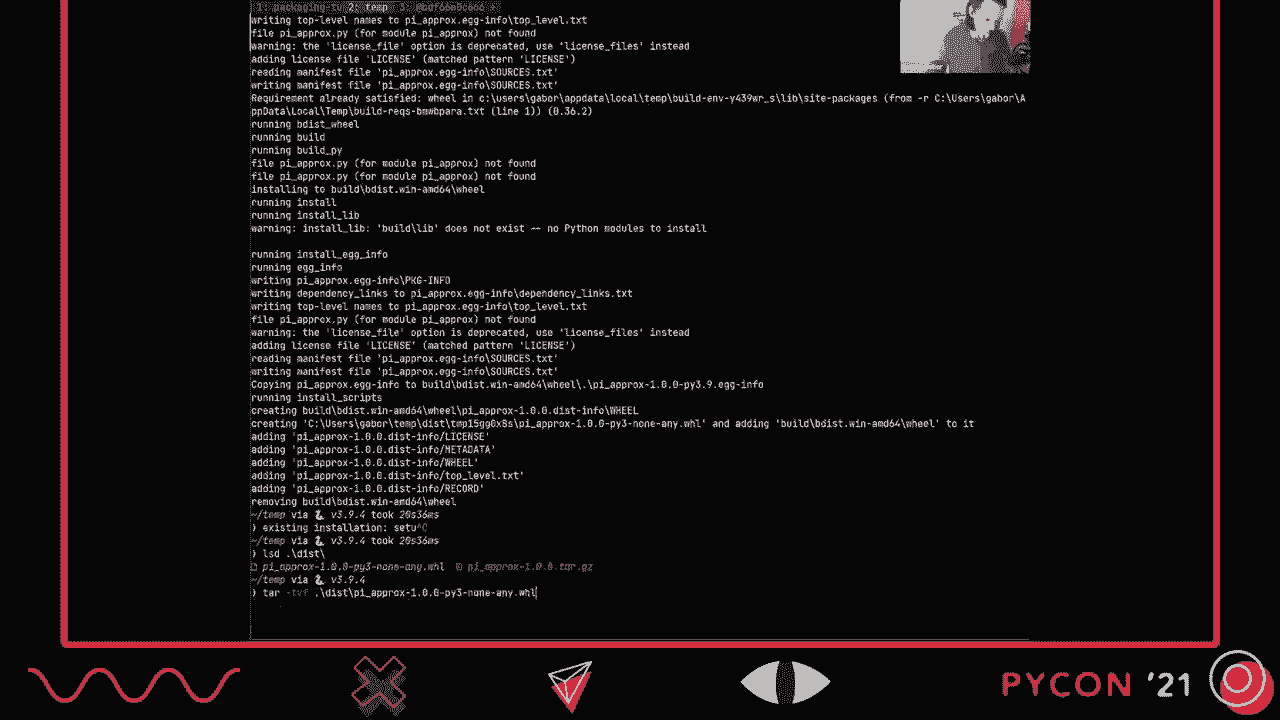 2: temp
writing top-level names to pi_approx.egg-info\top_level.txt
file pi_approx.py (for module pi_approx) not found
warning: the 'license_file' option is deprecated, use 'license_files' instead
adding license file 'LICENSE' (matched pattern 'LICENSE')
reading manifest file 'pi_approx.egg-info\SOURCES.txt'
writing manifest file 'pi_approx.egg-info\SOURCES.txt'
Requirement already satisfied: wheel in c:\users\gabor\appdata\local\temp\build-env-y439wr_s\lib\site-packages (from -r C:\Users\gabor\A
ppData\Local\Temp\build-reqs-bmwbpara.txt (line 1)) (0.36.2)
running bdist_wheel
running build
running build_py
file pi_approx.py (for module pi_approx) not found
file pi_approx.py (for module pi_approx) not found
installing to build\bdist.win-amd64\wheel
running install
running install_lib
warning: install_lib: 'build\lib' does not exist -- no Python modules to install
running install_egg_info
running egg_info
writing pi_approx.egg-info\PKG-INFO
writing dependency_links to pi_approx.egg-info\dependency_links.txt
writing top-level names to pi_approx.egg-info\top_level.txt
file pi_approx.py (for module pi_approx) not found
warning: the 'license_file' option is deprecated, use 'license_files' instead
adding license file 'LICENSE' (matched pattern 'LICENSE')
reading manifest file 'pi_approx.egg-info\SOURCES.txt'
writing manifest file 'pi_approx.egg-info\SOURCES.txt'
Copying pi_approx.egg-info to build\bdist.win-amd64\wheel\.\pi_approx-1.0.0-py3.9.egg-info
running install_scripts
creating build\bdist.win-amd64\wheel\pi_approx-1.0.0.dist-info\WHEEL
creating 'C:\Users\gabor\temp\dist\tmp15gg0x8s\pi_approx-1.0.0-py3-none-any.whl' and adding 'build\bdist.win-amd64\wheel' to it
adding 'pi_approx-1.0.0.dist-info/LICENSE'
adding 'pi_approx-1.0.0.dist-info/METADATA'
adding 'pi_approx-1.0.0.dist-info/WHEEL'
adding 'pi_approx-1.0.0.dist-info/top_level.txt'
adding 'pi_approx-1.0.0.dist-info/RECORD'
removing build\bdist.win-amd64\wheel
~/temp via v3.9.4 took 20s36ms
❯ existing installation: setu^C
~/temp via v3.9.4 took 20s36ms
❯ lsd .\dist\
pi_approx-1.0.0-py3-none-any.whl pi_approx-1.0.0.tar.gz
~/temp via v3.9.4
❯ tar -tvf .\dist\pi_approx-1.0.0-py3-none-any.whl
PYCON '21